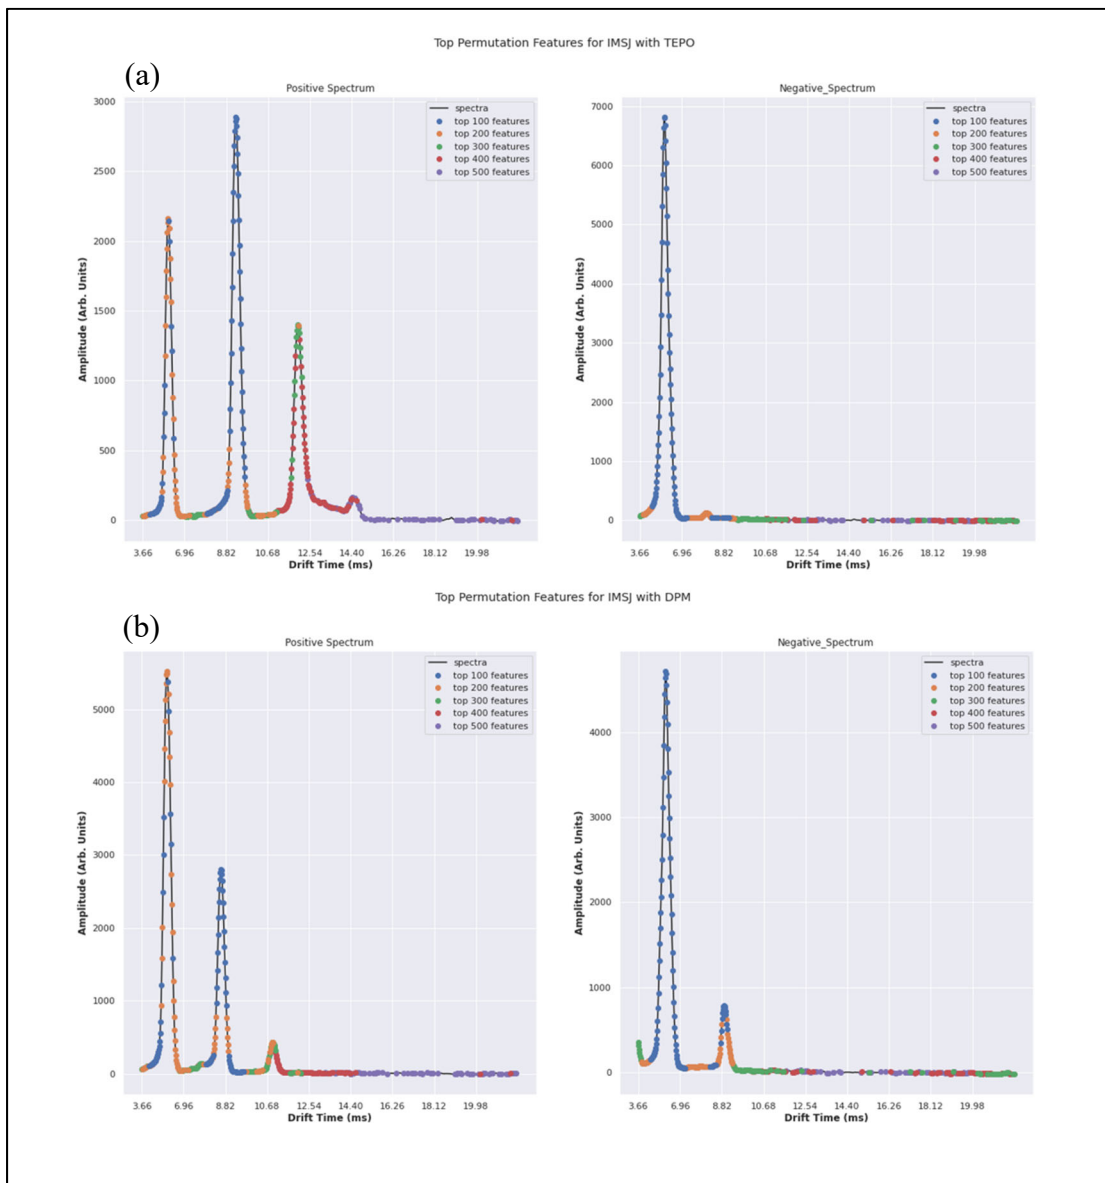 Top Permutation Features for IMSJ with TEPO
(a)
Positive Spectrum
3000
2500
2000
1500
1000
500
0
Amplitude (Arb. Units)
spectra
top 100 features
top 200 features
top 300 features
top 400 features
top 500 features
3.66 6.96 8.82 10.68 12.54 14.40 16.26 18.12 19.98
Drift Time (ms)
Negative_Spectrum
7000
6000
5000
4000
3000
2000
1000
0
Amplitude (Arb. Units)
spectra
top 100 features
top 200 features
top 300 features
top 400 features
top 500 features
3.66 6.96 8.82 10.68 12.54 14.40 16.26 18.12 19.98
Drift Time (ms)
Top Permutation Features for IMSJ with DPM
(b)
Positive Spectrum
5000
4000
3000
2000
1000
0
Amplitude (Arb. Units)
spectra
top 100 features
top 200 features
top 300 features
top 400 features
top 500 features
3.66 6.96 8.82 10.68 12.54 14.40 16.26 18.12 19.98
Drift Time (ms)
Negative_Spectrum
4000
3000
2000
1000
0
Amplitude (Arb. Units)
spectra
top 100 features
top 200 features
top 300 features
top 400 features
top 500 features
3.66 6.96 8.82 10.68 12.54 14.40 16.26 18.12 19.98
Drift Time (ms)